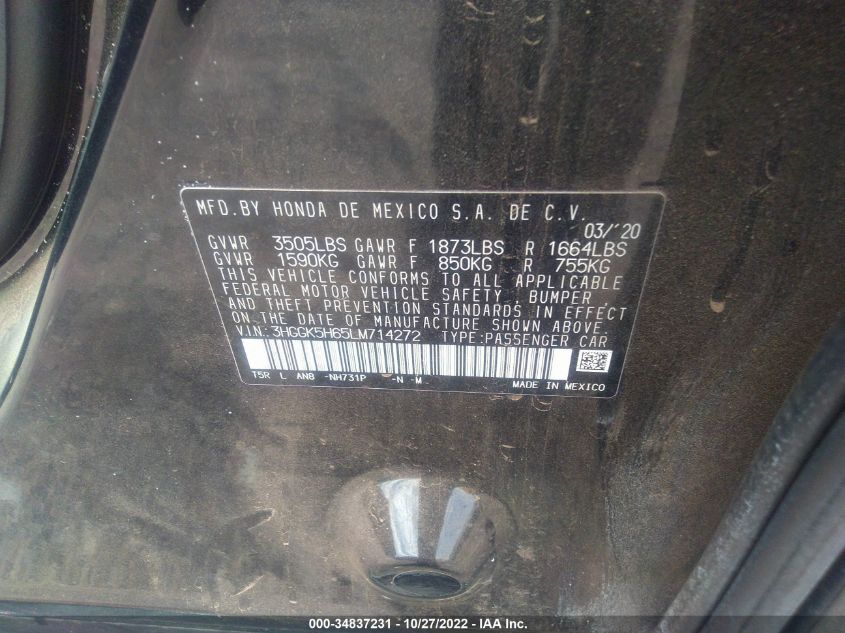 MFD. BY HONDA DE MEXICO S.A. DE C.V.
03/'20
GVWR 3505LBS GAWR F 1873LBS R 1664LBS
GVWR 1590KG GAWR F 850KG R 755KG
THIS VEHICLE CONFORMS TO ALL APPLICABLE
FEDERAL MOTOR VEHICLE SAFETY, BUMPER,
AND THEFT PREVENTION STANDARDS IN EFFECT
ON THE DATE OF MANUFACTURE SHOWN ABOVE.
V.I.N: 3HGGK5H65LM714272 TYPE:PASSENGER CAR
T5R L AN8 -NH731P -N -M MADE IN MEXICO
000-34837231 - 10/27/2022 - IAA Inc.